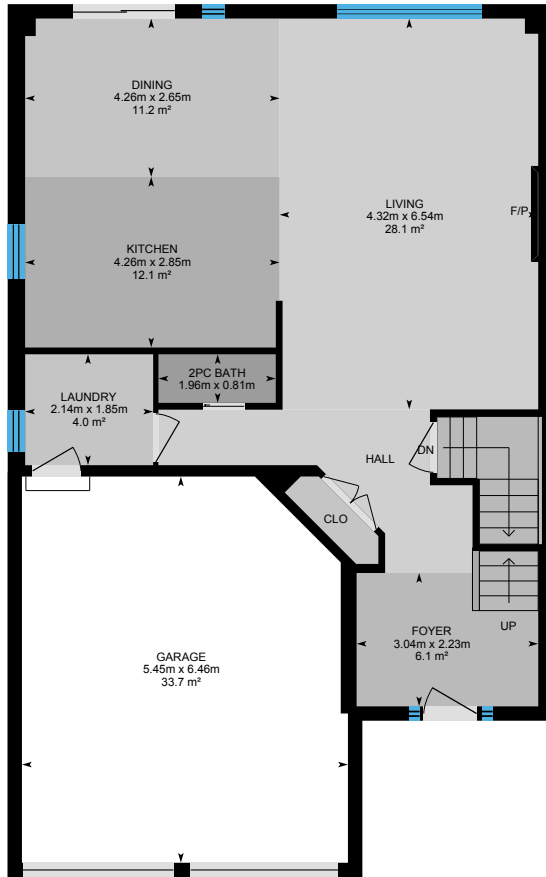 DINING
4.26m x 2.65m
11.2 m²
LIVING
4.32m x 6.54m
28.1 m²
F/P
KITCHEN
4.26m x 2.85m
12.1 m²
2PC BATH
1.96m x 0.81m
LAUNDRY
2.14m x 1.85m
4.0 m²
HALL
DN
CLO
FOYER
3.04m x 2.23m
6.1 m²
UP
GARAGE
5.45m x 6.46m
33.7 m²